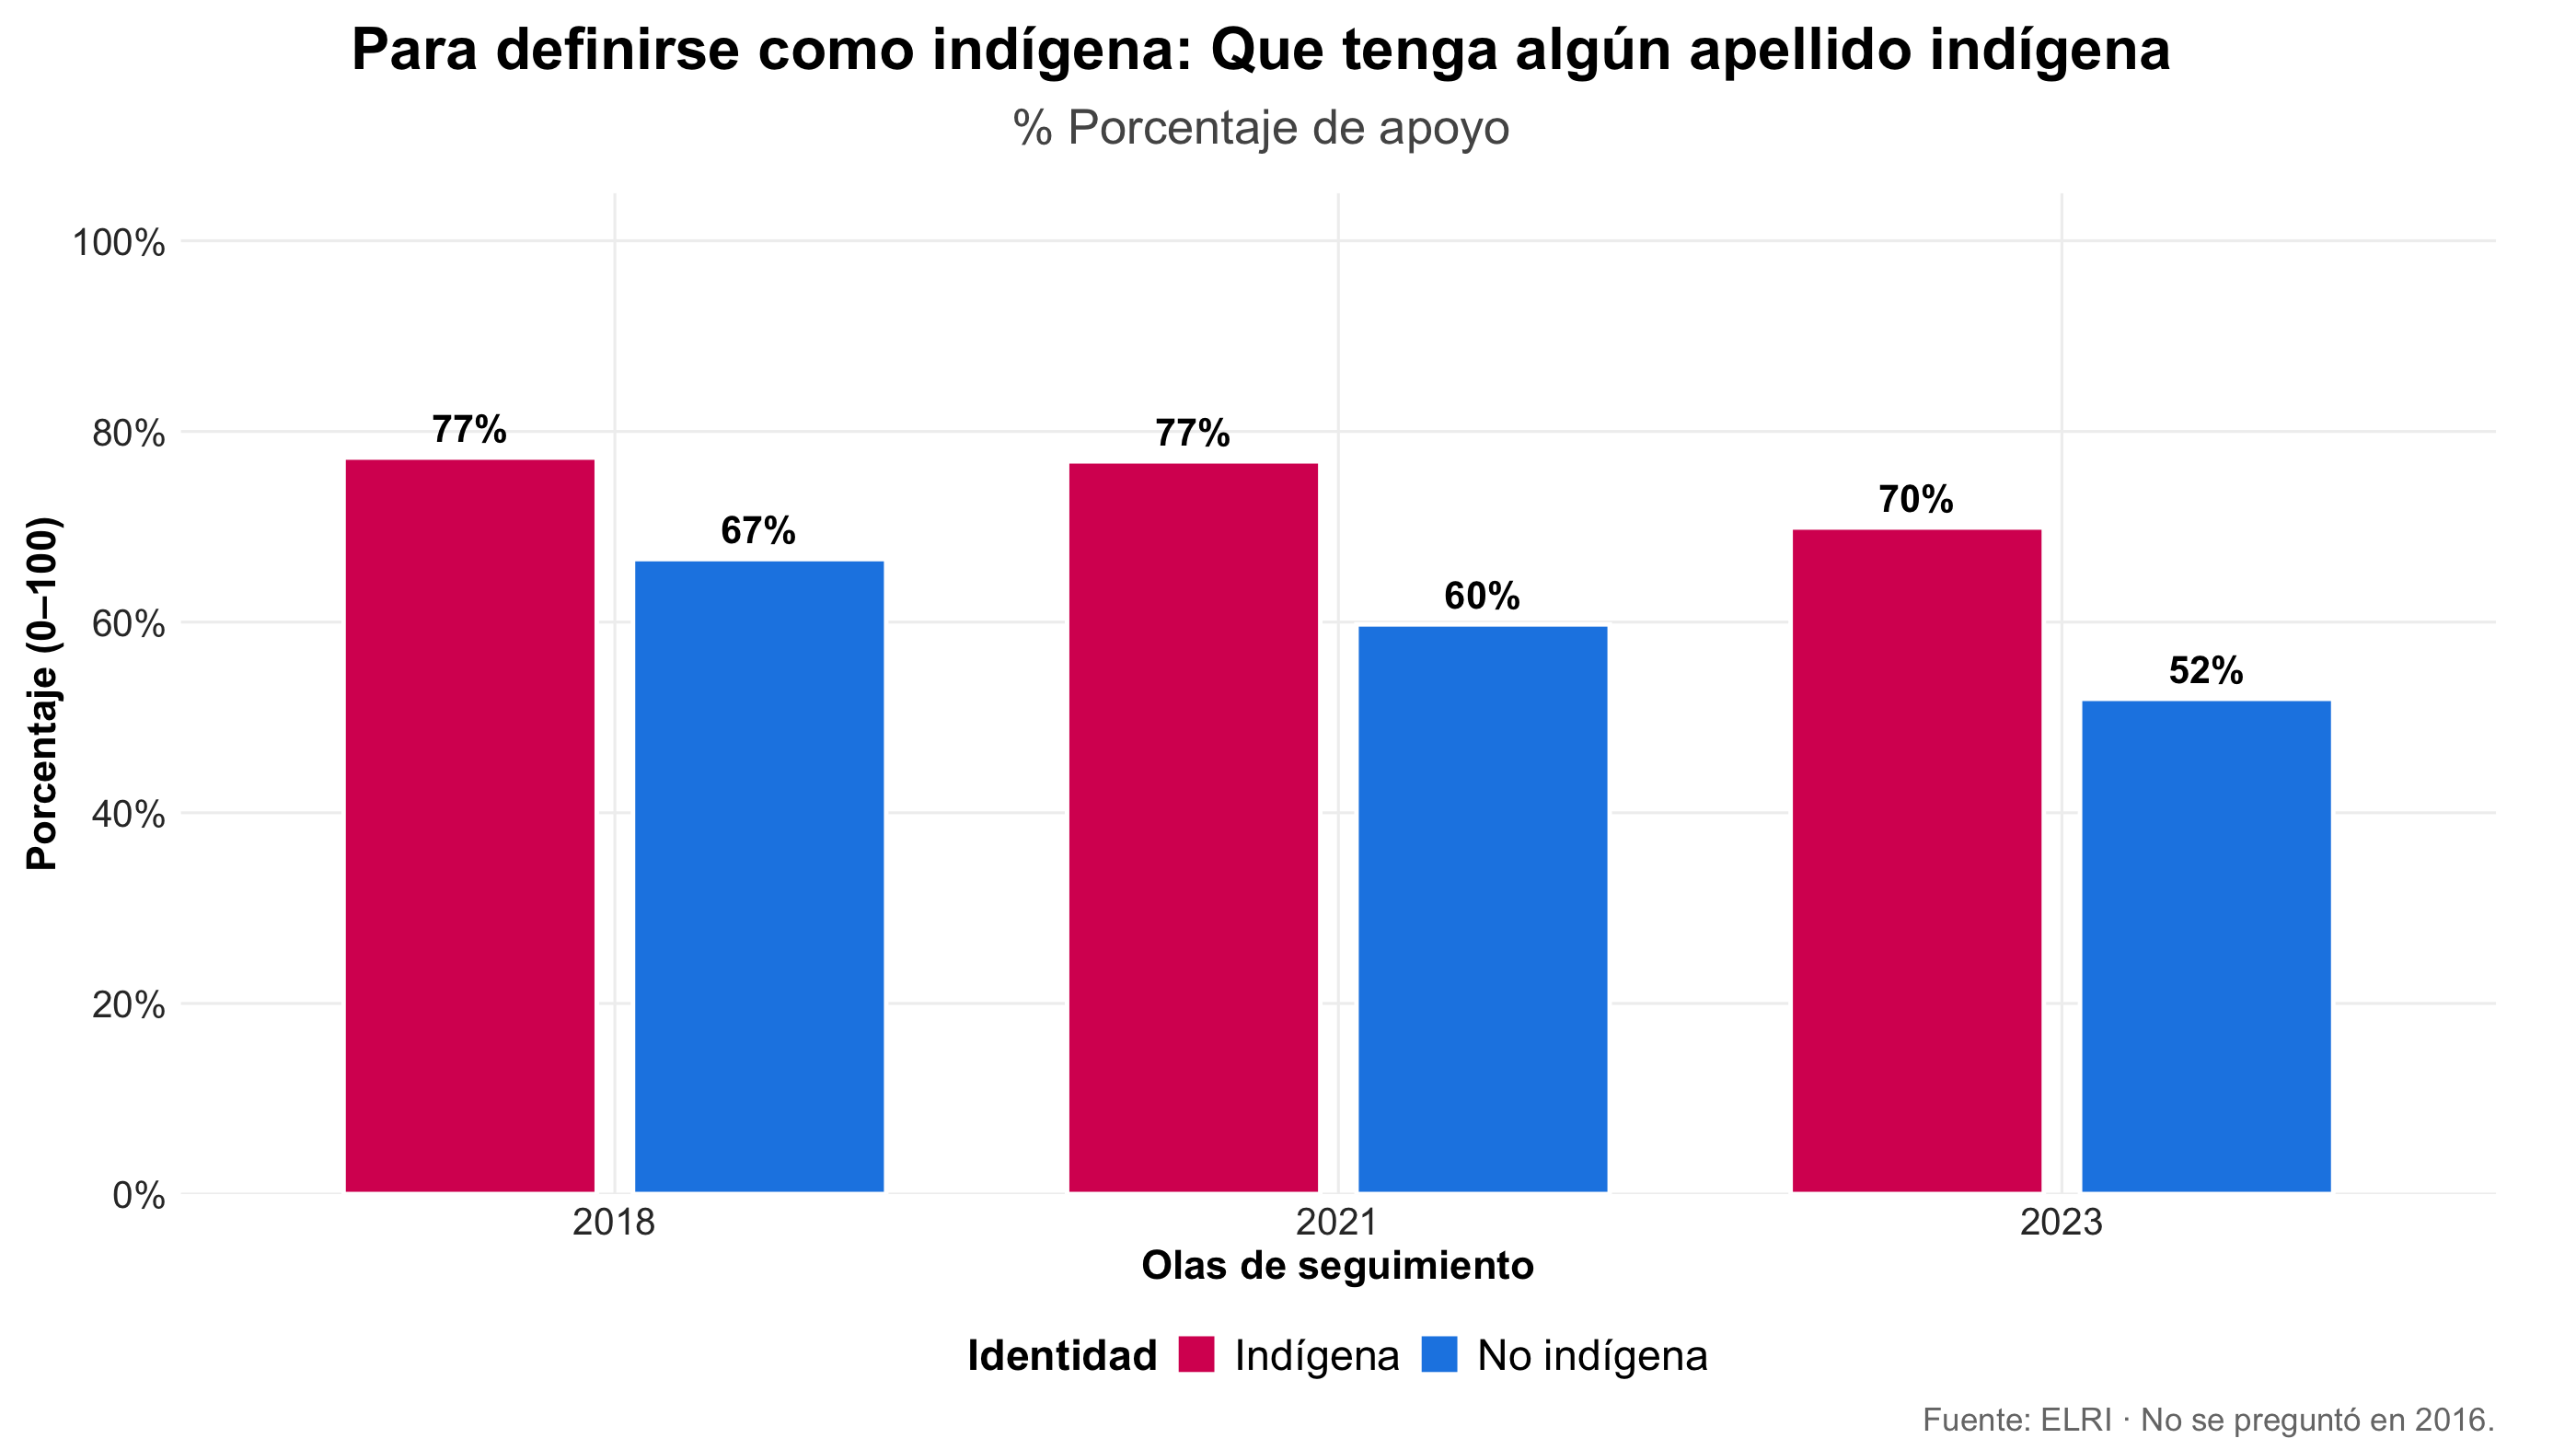 Para definirse como indígena: Que tenga algún apellido indígena
% Porcentaje de apoyo
Porcentaje (0–100)
100%
80%
60%
40%
20%
0%
77%
67%
77%
60%
70%
52%
2018
2021
2023
Olas de seguimiento
Identidad Indígena No indígena
Fuente: ELRI · No se preguntó en 2016.